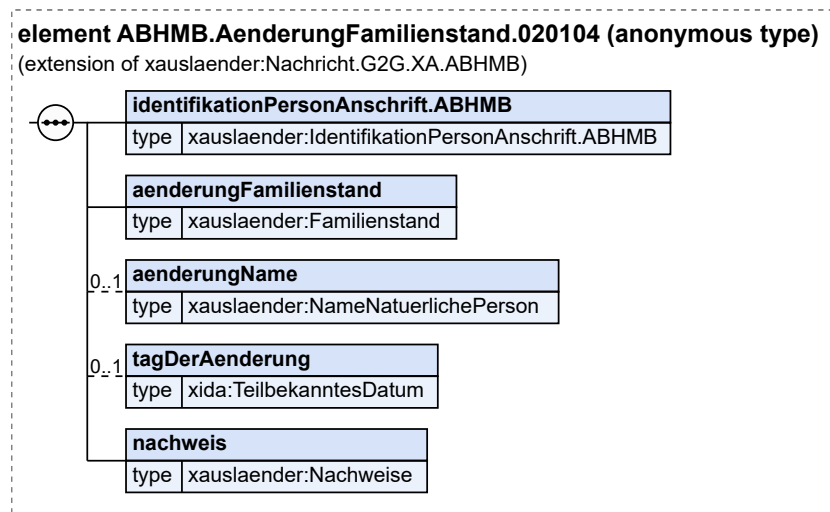 element ABHMB.AenderungFamilienstand.020104 (anonymous type)
(extension of xauslaender:Nachricht.G2G.XA.ABHMB)
identifikationPersonAnschrift.ABHMB
type xauslaender:IdentifikationPersonAnschrift.ABHMB
aenderungFamilienstand
type xauslaender:Familienstand
0..1 aenderungName
type xauslaender:NameNatuerlichePerson
0..1 tagDerAenderung
type xida:TeilbekanntesDatum
nachweis
type xauslaender:Nachweise